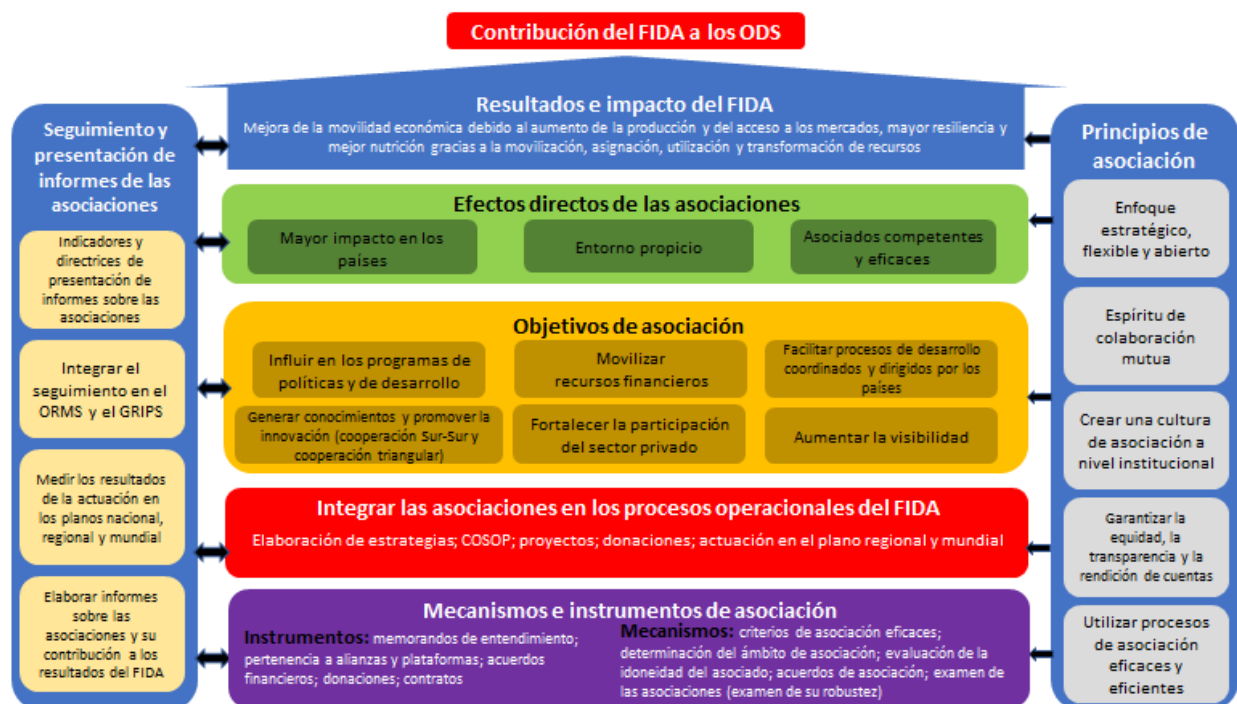 Contribución del FIDA a los ODS
Resultados e impacto del FIDA
Mejora de la movilidad económica debido al aumento de la producción y del acceso a los mercados, mayor resiliencia y
mejor nutrición gracias a la movilización, asignación, utilización y transformación de recursos
Seguimiento y
presentación de
informes de las
asociaciones
Indicadores y
directrices de
presentación de
informes sobre las
asociaciones
Integrar el
seguimiento en el
ORMS y el GRIPS
Medir los resultados
de la actuación en
los planos nacional,
regional y mundial
Elaborar informes
sobre las
asociaciones y su
contribución a los
resultados del FIDA
Efectos directos de las asociaciones
Mayor impacto en los
países
Entorno propicio
Asociados competentes
y eficaces
Objetivos de asociación
Influir en los programas de
políticas y de desarrollo
Movilizar
recursos financieros
Facilitar procesos de desarrollo
coordinados y dirigidos por los
países
Generar conocimientos y promover la
innovación (cooperación Sur-Sur y
cooperación triangular)
Fortalecer la participación
del sector privado
Aumentar la visibilidad
Integrar las asociaciones en los procesos operacionales del FIDA
Elaboración de estrategias; COSOP; proyectos; donaciones; actuación en el plano regional y mundial
Mecanismos e instrumentos de asociación
Instrumentos: memorandos de entendimiento;
pertenencia a alianzas y plataformas; acuerdos
financieros; donaciones; contratos
Mecanismos: criterios de asociación eficaces;
determinación del ámbito de asociación; evaluación de la
idoneidad del asociado; acuerdos de asociación; examen de
las asociaciones (examen de su robustez)
Principios de
asociación
Enfoque
estratégico,
flexible y abierto
Espíritu de
colaboración
mutua
Crear una cultura
de asociación a
nivel institucional
Garantizar la
equidad, la
transparencia y la
rendición de cuentas
Utilizar procesos
de asociación
eficaces y
eficientes